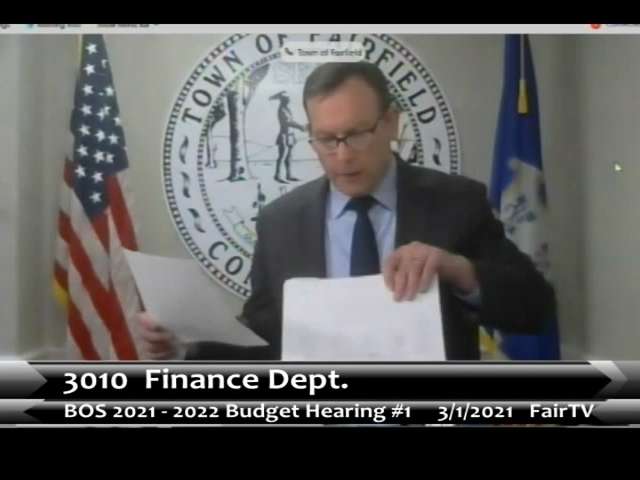 Town of Fairfield
TOWN OF FAIRFIELD
CO
3010 Finance Dept.
BOS 2021 - 2022 Budget Hearing #1 3/1/2021 FairTV